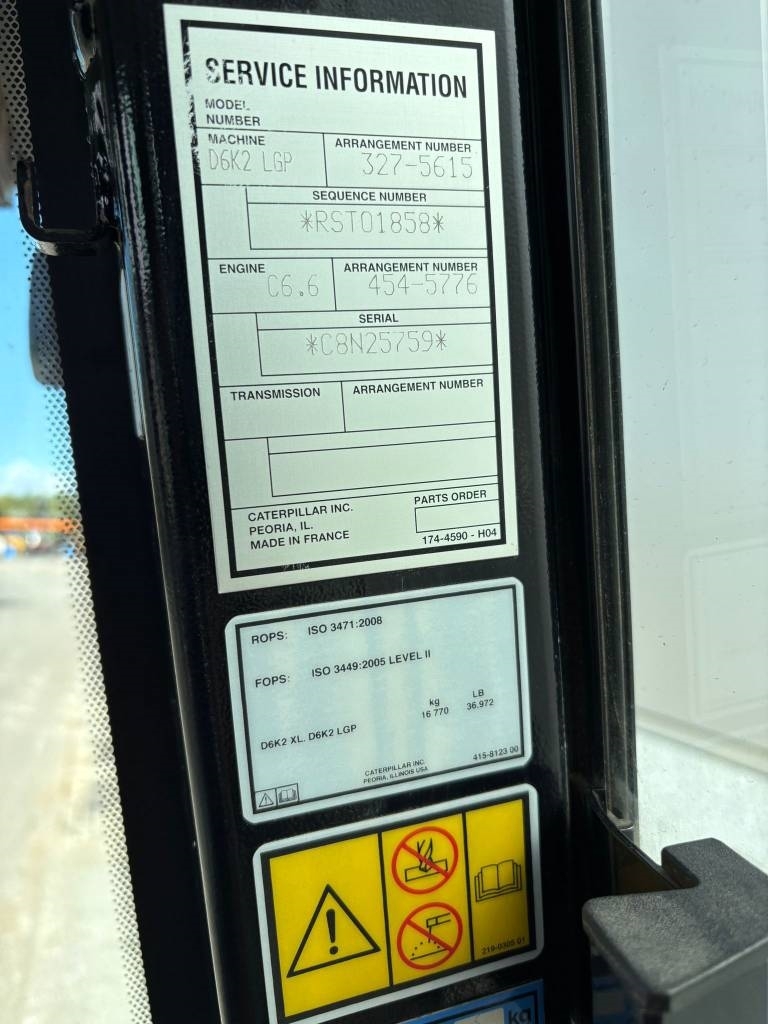 SERVICE INFORMATION
MODEL
NUMBER
MACHINE ARRANGEMENT NUMBER
D6K2 LGP 327-5615
SEQUENCE NUMBER
*RST01858*
ENGINE ARRANGEMENT NUMBER
C6.6 454-5776
SERIAL
*C8N25759*
TRANSMISSION ARRANGEMENT NUMBER
CATERPILLAR INC. PARTS ORDER
PEORIA, IL.
MADE IN FRANCE 174-4590 - H04
ROPS: ISO 3471:2008
FOPS: ISO 3449:2005 LEVEL II
kg LB
16 770 36.972
D6K2 XL. D6K2 LGP
CATERPILLAR INC.
PEORIA, ILLINOIS USA
415-8123 00
219-0305 01
kg